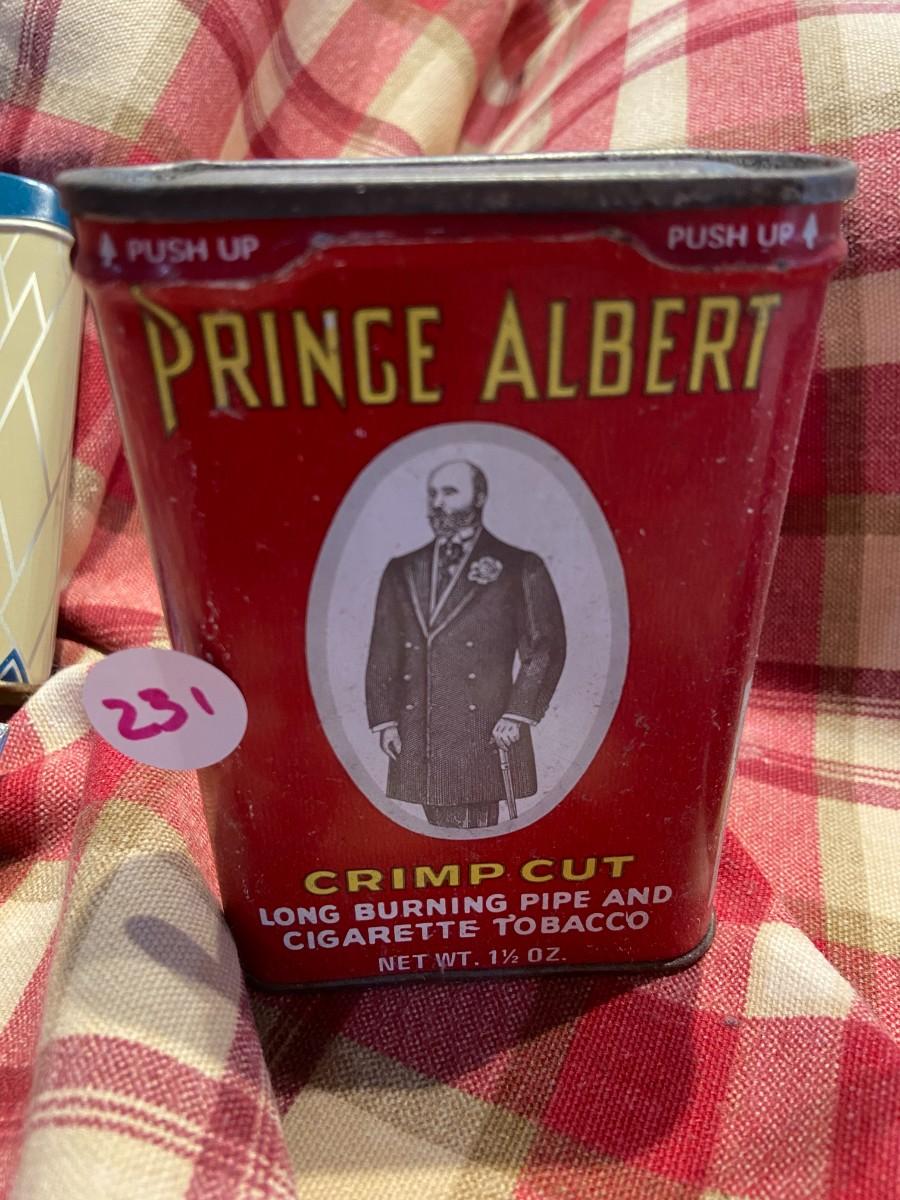 PUSH UP
PUSH UP
PRINCE ALBERT
231
CRIMP CUT
LONG BURNING PIPE AND
CIGARETTE TOBACCO
NET WT. 1½ OZ.